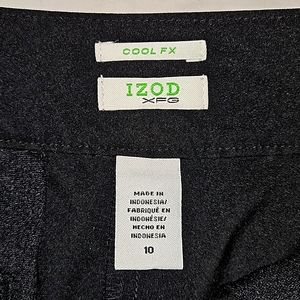 COOL FX
IZOD
XFG
MADE IN
INDONESIA/
FABRIQUÉ EN
INDONÉSIE/
HECHO EN
INDONESIA
10